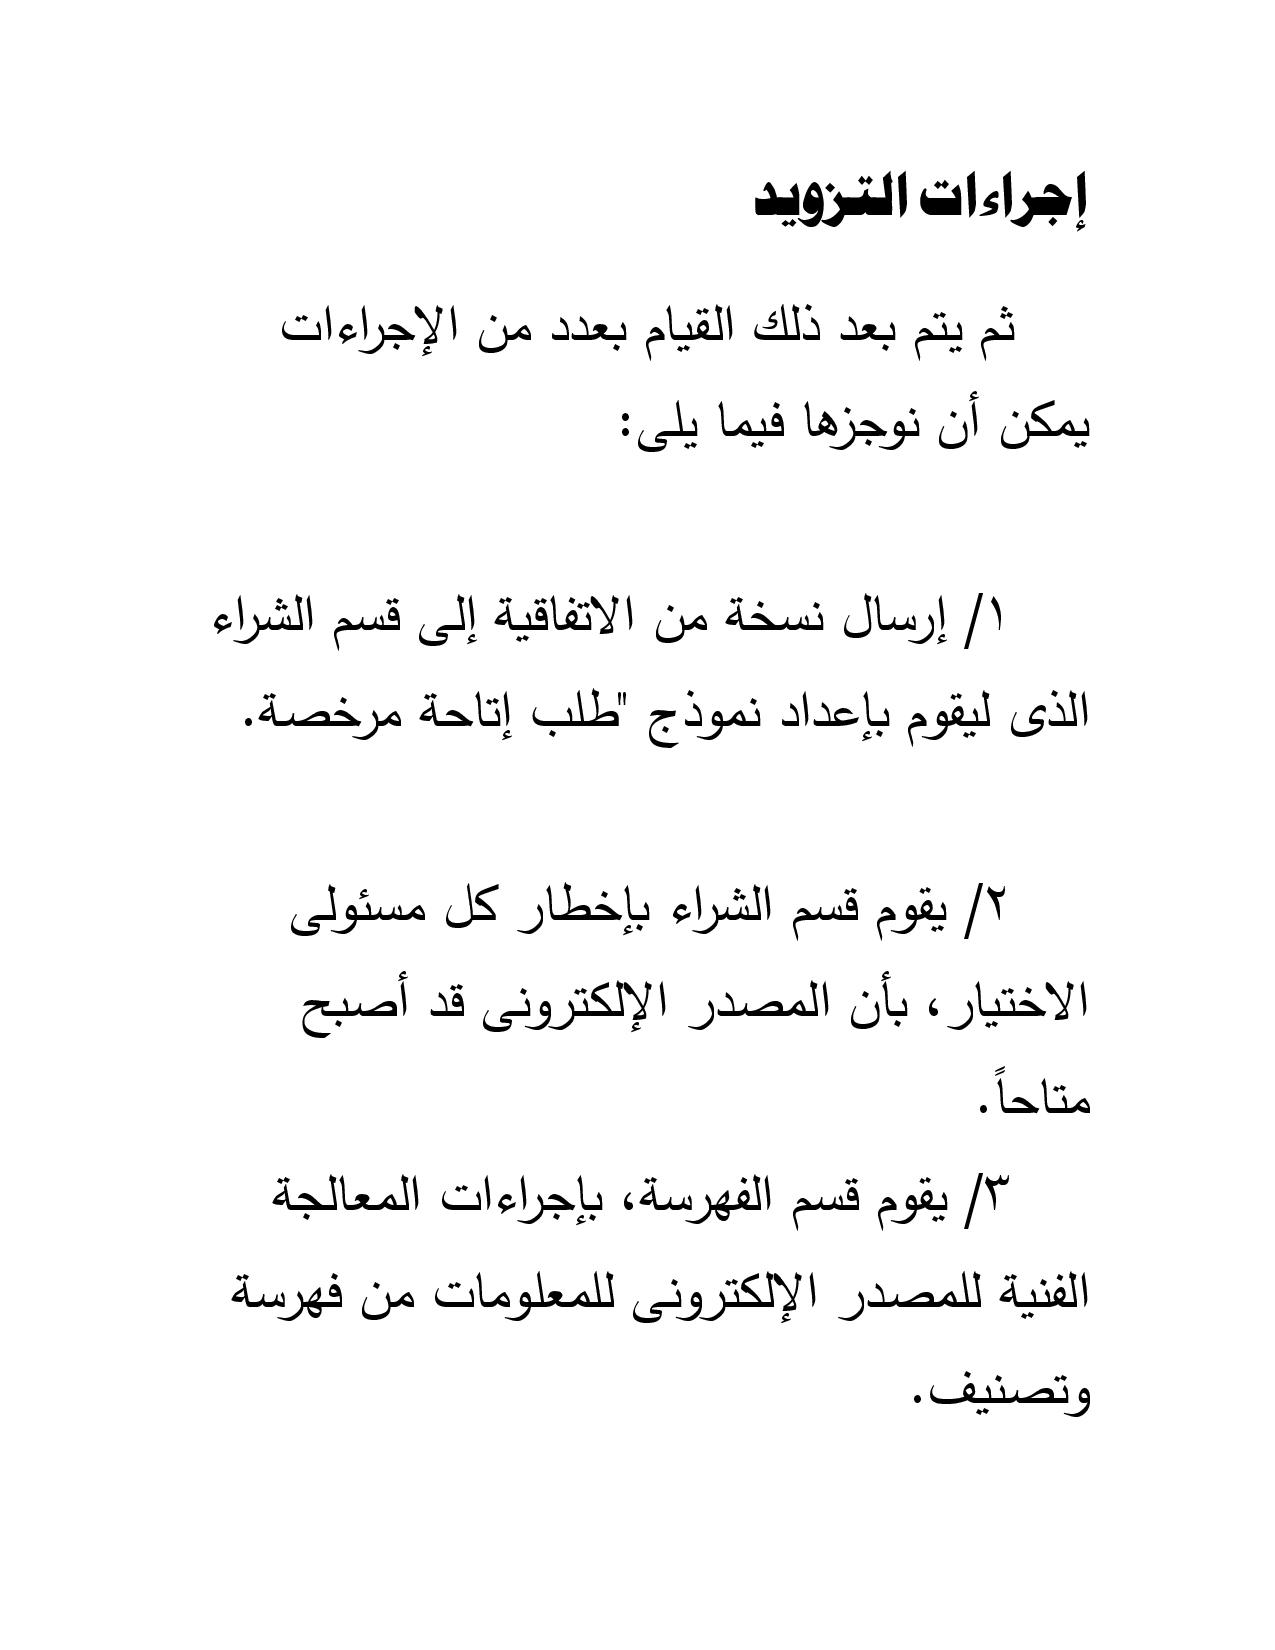 إجراءات التزويد
ثم يتم بعد ذلك القيام بعدد من الإجراءات
يمكن أن نوجزها فيما يلى:
١/ إرسال نسخة من الاتفاقية إلى قسم الشراء
الذى ليقوم بإعداد نموذج "طلب إتاحة مرخصة.
٢/ يقوم قسم الشراء بإخطار كل مسئولى
الاختيار، بأن المصدر الإلكترونى قد أصبح
متاحاً.
٣/ يقوم قسم الفهرسة، بإجراءات المعالجة
الفنية للمصدر الإلكترونى للمعلومات من فهرسة
وتصنيف.